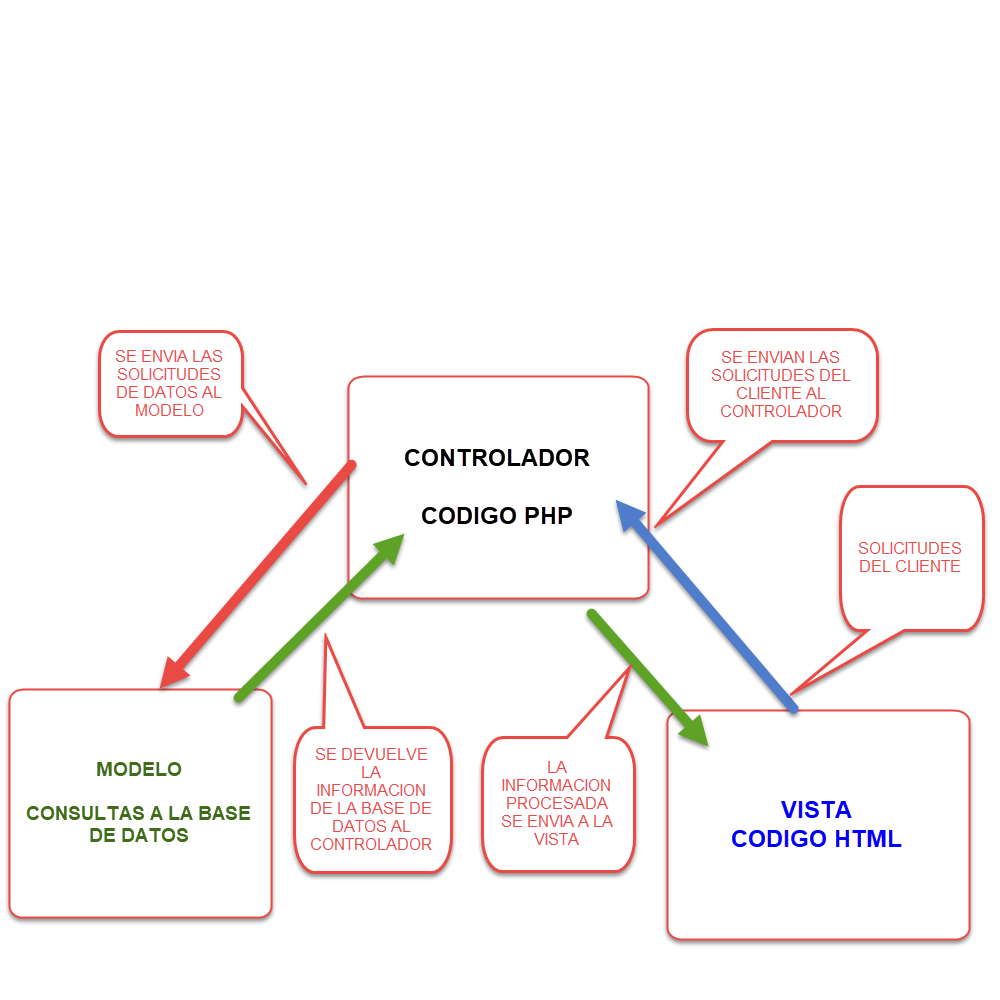 SE ENVIA LAS
SOLICITUDES
DE DATOS AL
MODELO
SE ENVIAN LAS
SOLICITUDES DEL
CLIENTE AL
CONTROLADOR
CONTROLADOR
CODIGO PHP
SOLICITUDES
DEL CLIENTE
MODELO
CONSULTAS A LA BASE
DE DATOS
SE DEVUELVE
LA
INFORMACION
DE LA BASE DE
DATOS AL
CONTROLADOR
LA
INFORMACION
PROCESADA
SE ENVIA A LA
VISTA
VISTA
CODIGO HTML